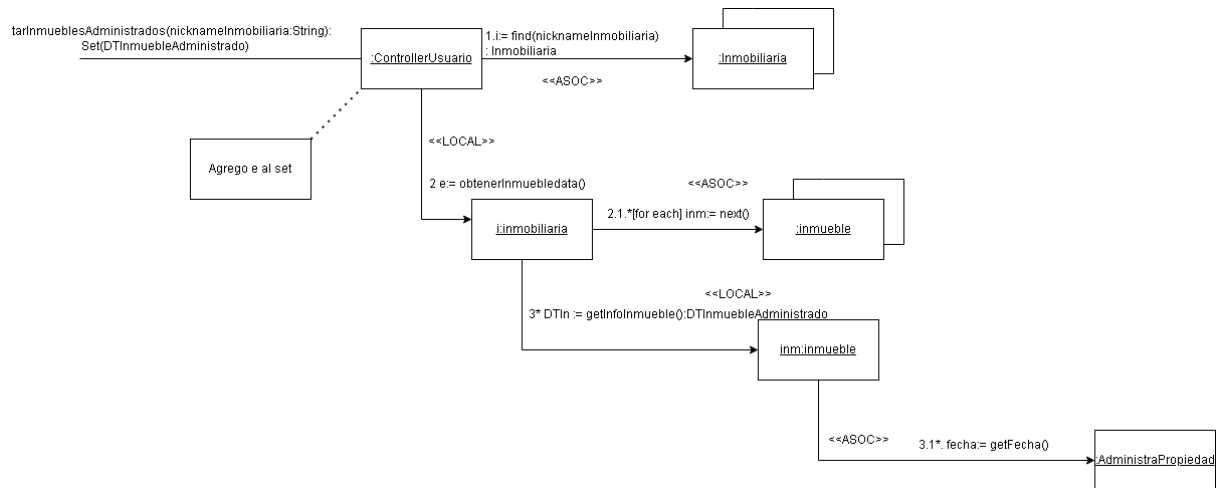 tarInmueblesAdministrados(nicknameInmobiliaria:String):
Set(DTInmuebleAdministrado)
:ControllerUsuario
1.i:= find(nicknameInmobiliaria)
: Inmobiliaria
<<ASOC>>
:Inmobiliaria
<<LOCAL>>
Agrego e al set
2 e:= obtenerInmuebledata()
<<ASOC>>
i:inmobiliaria
2.1.*[for each] inm:= next()
:inmueble
<<LOCAL>>
3* DTIn := getInfoInmueble():DTInmuebleAdministrado
inm:inmueble
<<ASOC>>
3.1*. fecha:= getFecha()
:AdministraPropiedad